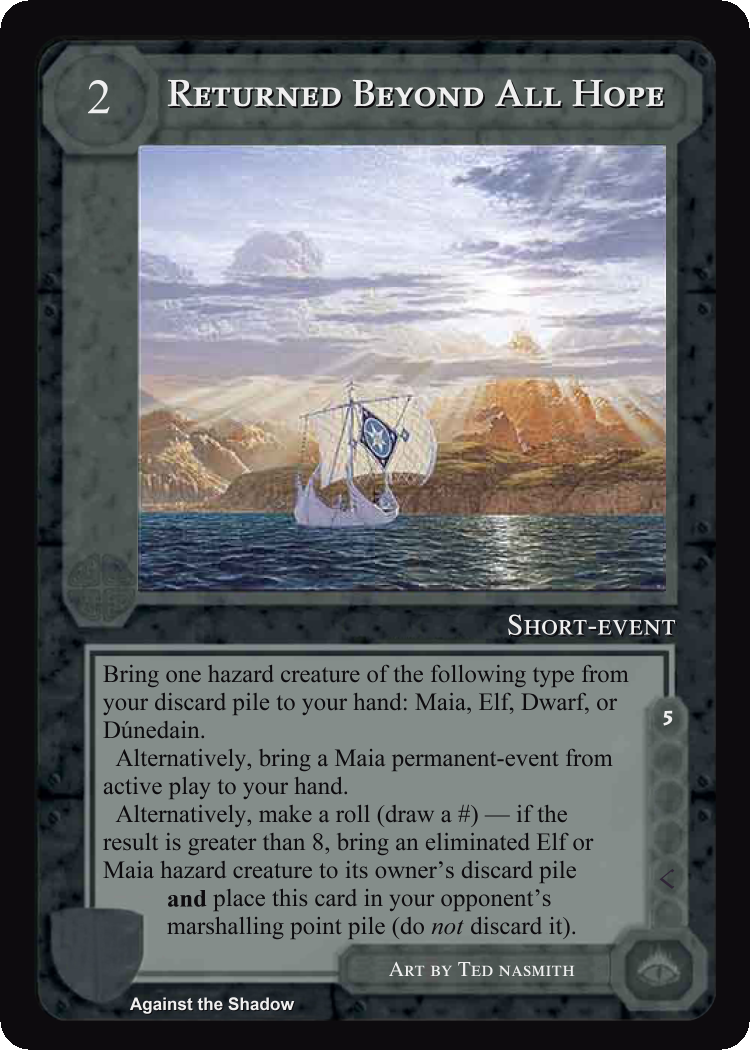 2
Returned Beyond All Hope
Short-event
Bring one hazard creature of the following type from
your discard pile to your hand: Maia, Elf, Dwarf, or
Dúnedain.
Alternatively, bring a Maia permanent-event from
active play to your hand.
Alternatively, make a roll (draw a #) — if the
result is greater than 8, bring an eliminated Elf or
Maia hazard creature to its owner's discard pile
and place this card in your opponent's
marshalling point pile (do not discard it).
5
<
Art by Ted nasmith
Against the Shadow